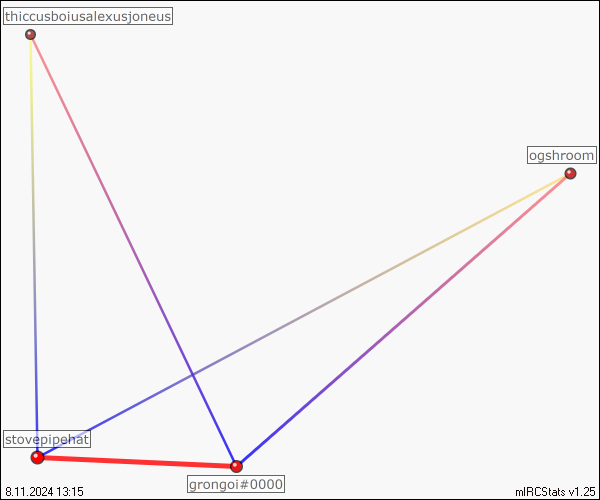 thiccusboiusalexusjoneus
ogshroom
stovepipehat
grongoi#0000
8.11.2024 13:15
mIRCStats v1.25